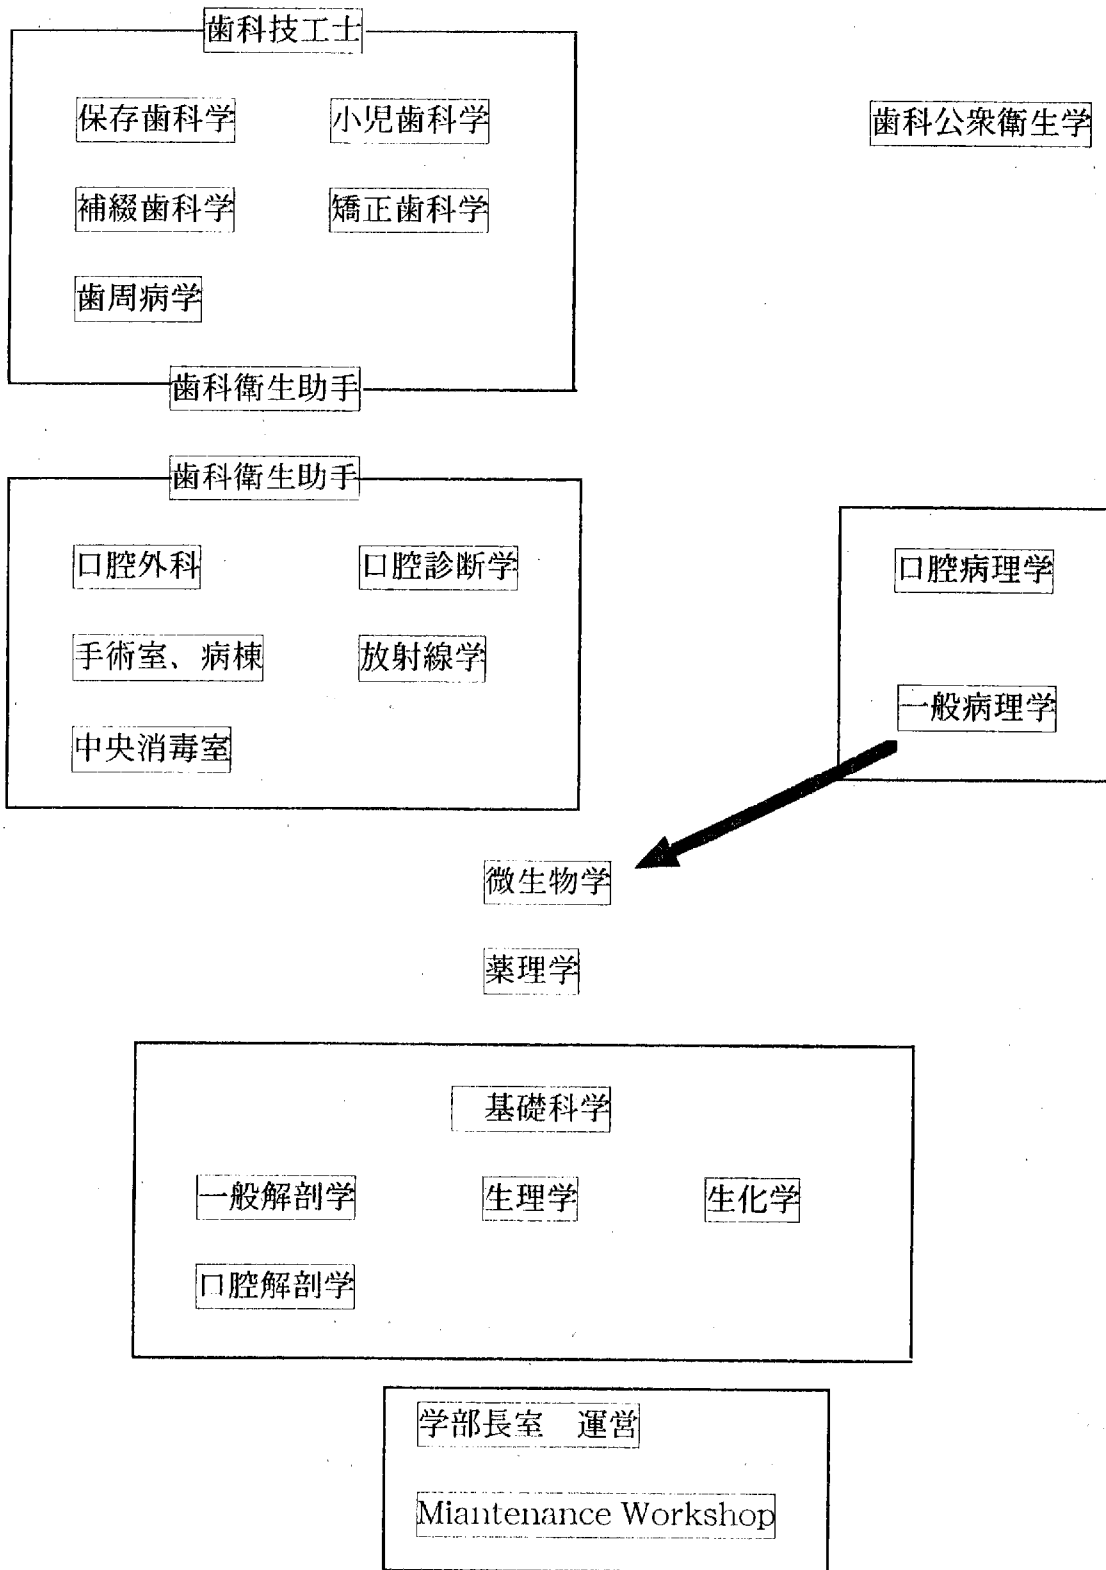 歯科技工士
保存歯科学 小児歯科学
歯科公衆衛生学
補綴歯科学 矯正歯科学
歯周病学
歯科衛生助手
歯科衛生助手
口腔外科 口腔診断学
口腔病理学
手術室、病棟 放射線学
一般病理学
中央消毒室
微生物学
薬理学
基礎科学
一般解剖学 生理学 生化学
口腔解剖学
学部長室 運営
Miantenance Workshop